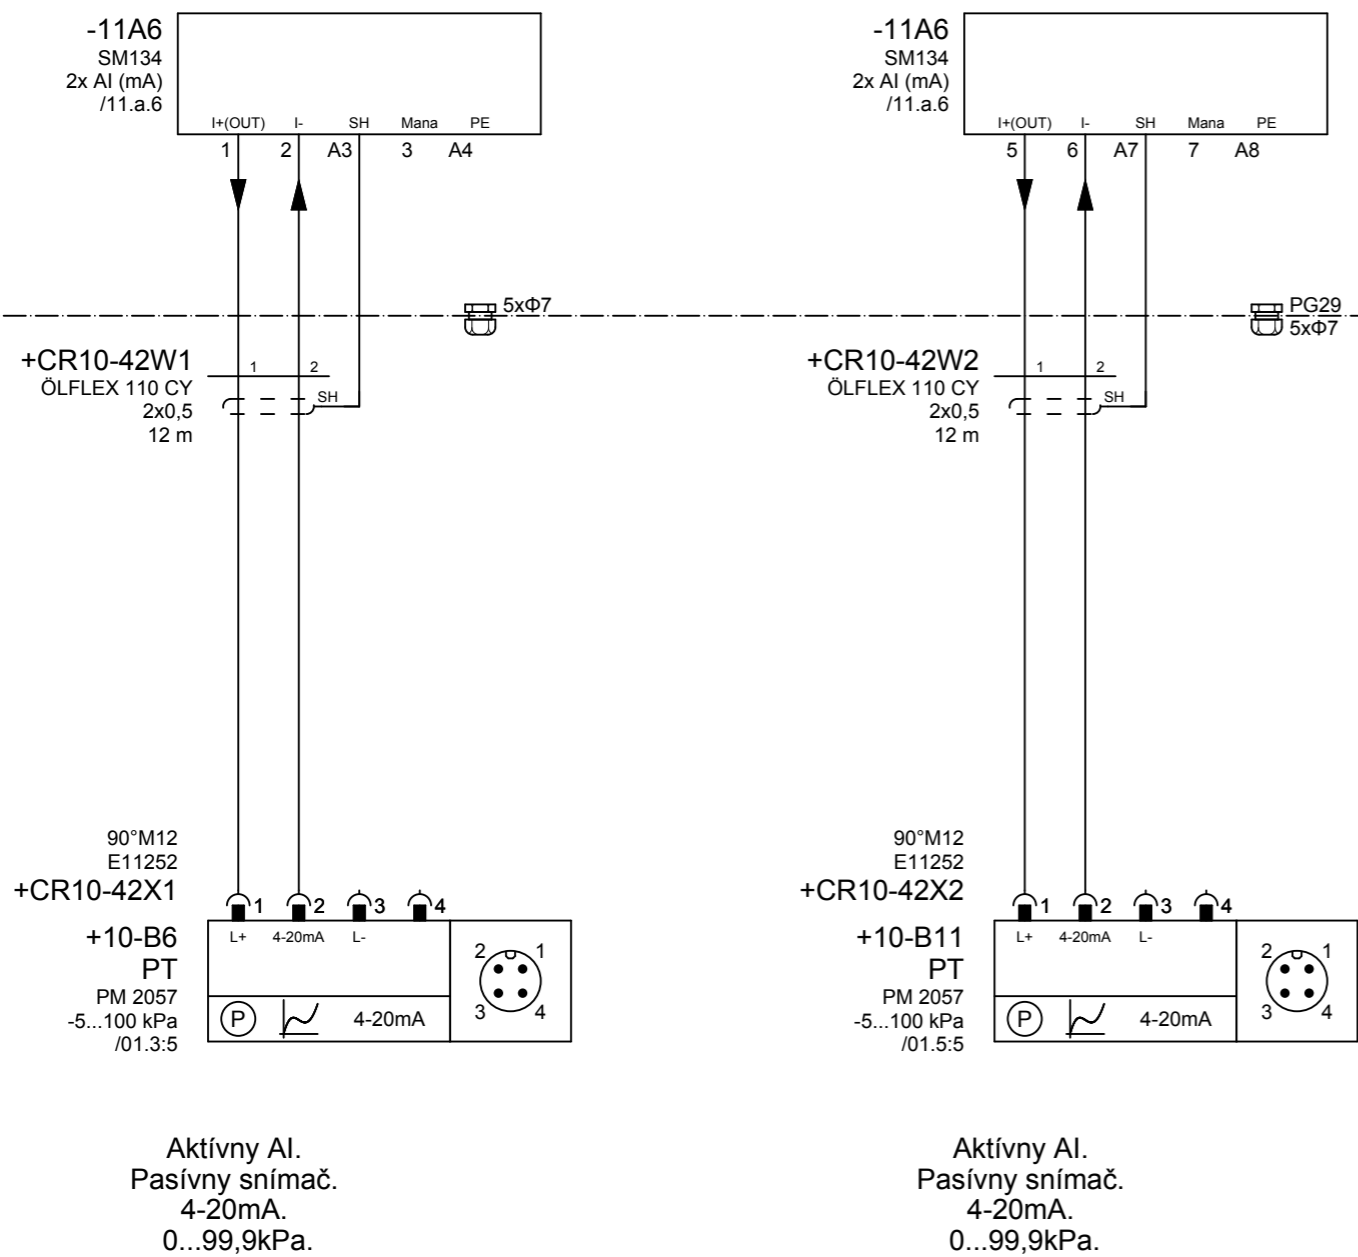 -11A6
SM134
2x AI (mA)
/11.a.6
I+(OUT) I- SH Mana PE
1 2 A3 3 A4
5xΦ7
+CR10-42W1
ÖLFLEX 110 CY
2x0,5
12 m
1 2
SH
90°M12
E11252
+CR10-42X1
1 2 3 4
+10-B6
PT
PM 2057
-5...100 kPa
/01.3:5
L+ 4-20mA L-
P 4-20mA
2 1
3 4
Aktívny AI.
Pasívny snímač.
4-20mA.
0...99,9kPa.
-11A6
SM134
2x AI (mA)
/11.a.6
I+(OUT) I- SH Mana PE
5 6 A7 7 A8
PG29
5xΦ7
+CR10-42W2
ÖLFLEX 110 CY
2x0,5
12 m
1 2
SH
90°M12
E11252
+CR10-42X2
1 2 3 4
+10-B11
PT
PM 2057
-5...100 kPa
/01.5:5
L+ 4-20mA L-
P 4-20mA
2 1
3 4
Aktívny AI.
Pasívny snímač.
4-20mA.
0...99,9kPa.